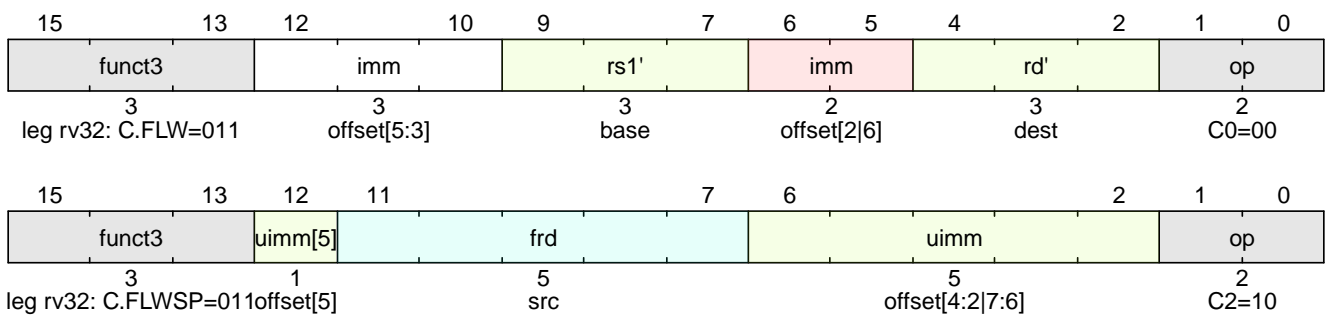 15 13 12 10 9 7 6 5 4 2 1 0
funct3 imm rs1' imm rd' op
3 3 3 2 3 2
leg rv32: C.FLW=011 offset[5:3] base offset[2|6] dest C0=00
15 13 12 11 7 6 2 1 0
funct3 uimm[5] frd uimm op
3 1 5 5 2
leg rv32: C.FLWSP=011 offset[5] src offset[4:2|7:6] C2=10